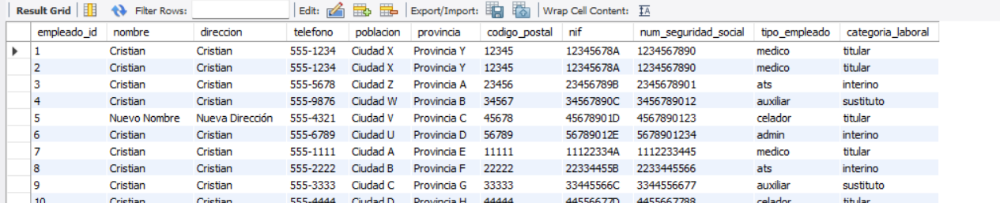 Result Grid Filter Rows: Edit: Export/Import: Wrap Cell Content: IA
empleado_id nombre direccion telefono poblacion provincia codigo_postal nif num_seguridad_social tipo_empleado categoria_laboral
1 Cristian Cristian 555-1234 Ciudad X Provincia Y 12345 12345678A 1234567890 medico titular
2 Cristian Cristian 555-1234 Ciudad X Provincia Y 12345 12345678A 1234567890 medico titular
3 Cristian Cristian 555-5678 Ciudad Z Provincia A 23456 23456789B 2345678901 ats interino
4 Cristian Cristian 555-9876 Ciudad W Provincia B 34567 34567890C 3456789012 auxiliar sustituto
5 Nuevo Nombre Nueva Dirección 555-4321 Ciudad V Provincia C 45678 45678901D 4567890123 celador titular
6 Cristian Cristian 555-6789 Ciudad U Provincia D 56789 56789012E 5678901234 admin interino
7 Cristian Cristian 555-1111 Ciudad A Provincia E 11111 11122334A 1112233445 medico titular
8 Cristian Cristian 555-2222 Ciudad B Provincia F 22222 22334455B 2233445566 ats interino
9 Cristian Cristian 555-3333 Ciudad C Provincia G 33333 33445566C 3344556677 auxiliar sustituto
10 Cristian Cristian 555-4444 Ciudad D Provincia H 44444 44556677D 4455667788 celador titular